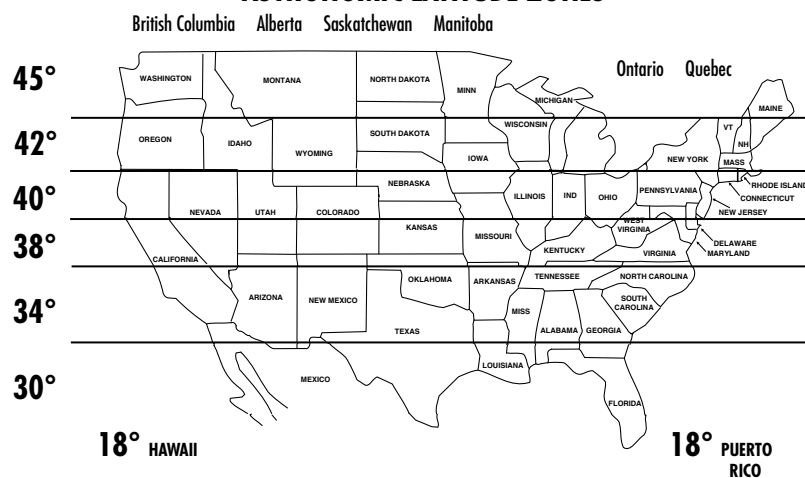 LATITUDE ZONES
British Columbia Alberta Saskatchewan Manitoba
Ontario Quebec
45°
WASHINGTON MONTANA NORTH DAKOTA MINN MICHIGAN MAINE
WISCONSIN
42°
OREGON IDAHO WYOMING SOUTH DAKOTA IOWA NEW YORK VT NH MASS
RHODE ISLAND
CONNECTICUT
40°
NEVADA UTAH COLORADO NEBRASKA ILLINOIS IND OHIO PENNSYLVANIA
NEW JERSEY
38°
CALIFORNIA KANSAS MISSOURI KENTUCKY WEST VIRGINIA VIRGINIA
DELAWARE
MARYLAND
34°
ARIZONA NEW MEXICO OKLAHOMA ARKANSAS TENNESSEE NORTH CAROLINA
SOUTH
CAROLINA
TEXAS MISS ALABAMA GEORGIA
30°
MEXICO LOUISIANA FLORIDA
18° HAWAII
18° PUERTO
RICO